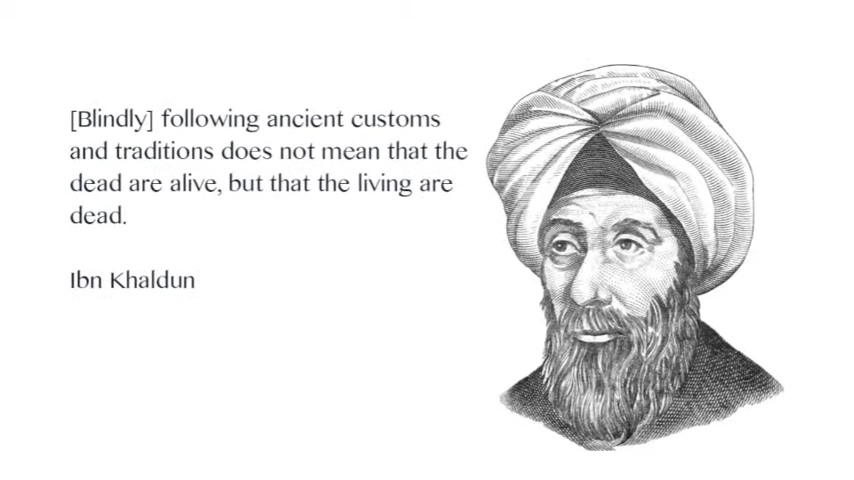 [Blindly] following ancient customs
and traditions does not mean that the
dead are alive, but that the living are
dead.
Ibn Khaldun